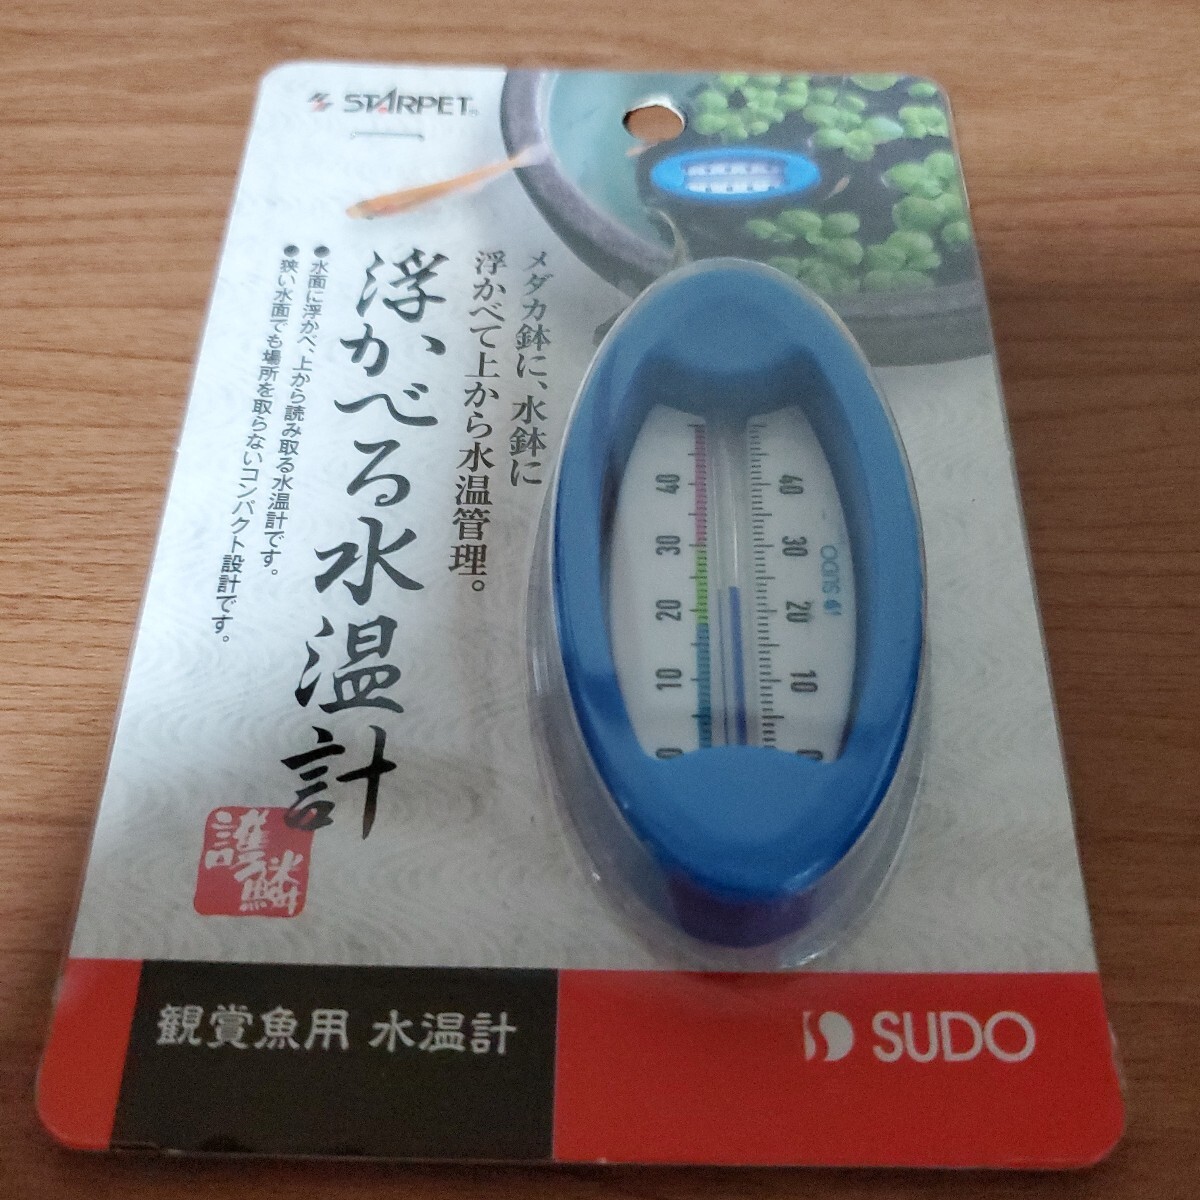 STARPET
メダカ鉢に、水鉢に
浮かべて上から水温管理。
浮かべる水温計
●水面に浮かべ、上から読み取る水温計です。
●狭い水面でも場所を取らないコンパクト設計です。
護鱗
40 40
30 30
20 20
10 10
0 0
SUDO
観賞魚用 水温計
SUDO